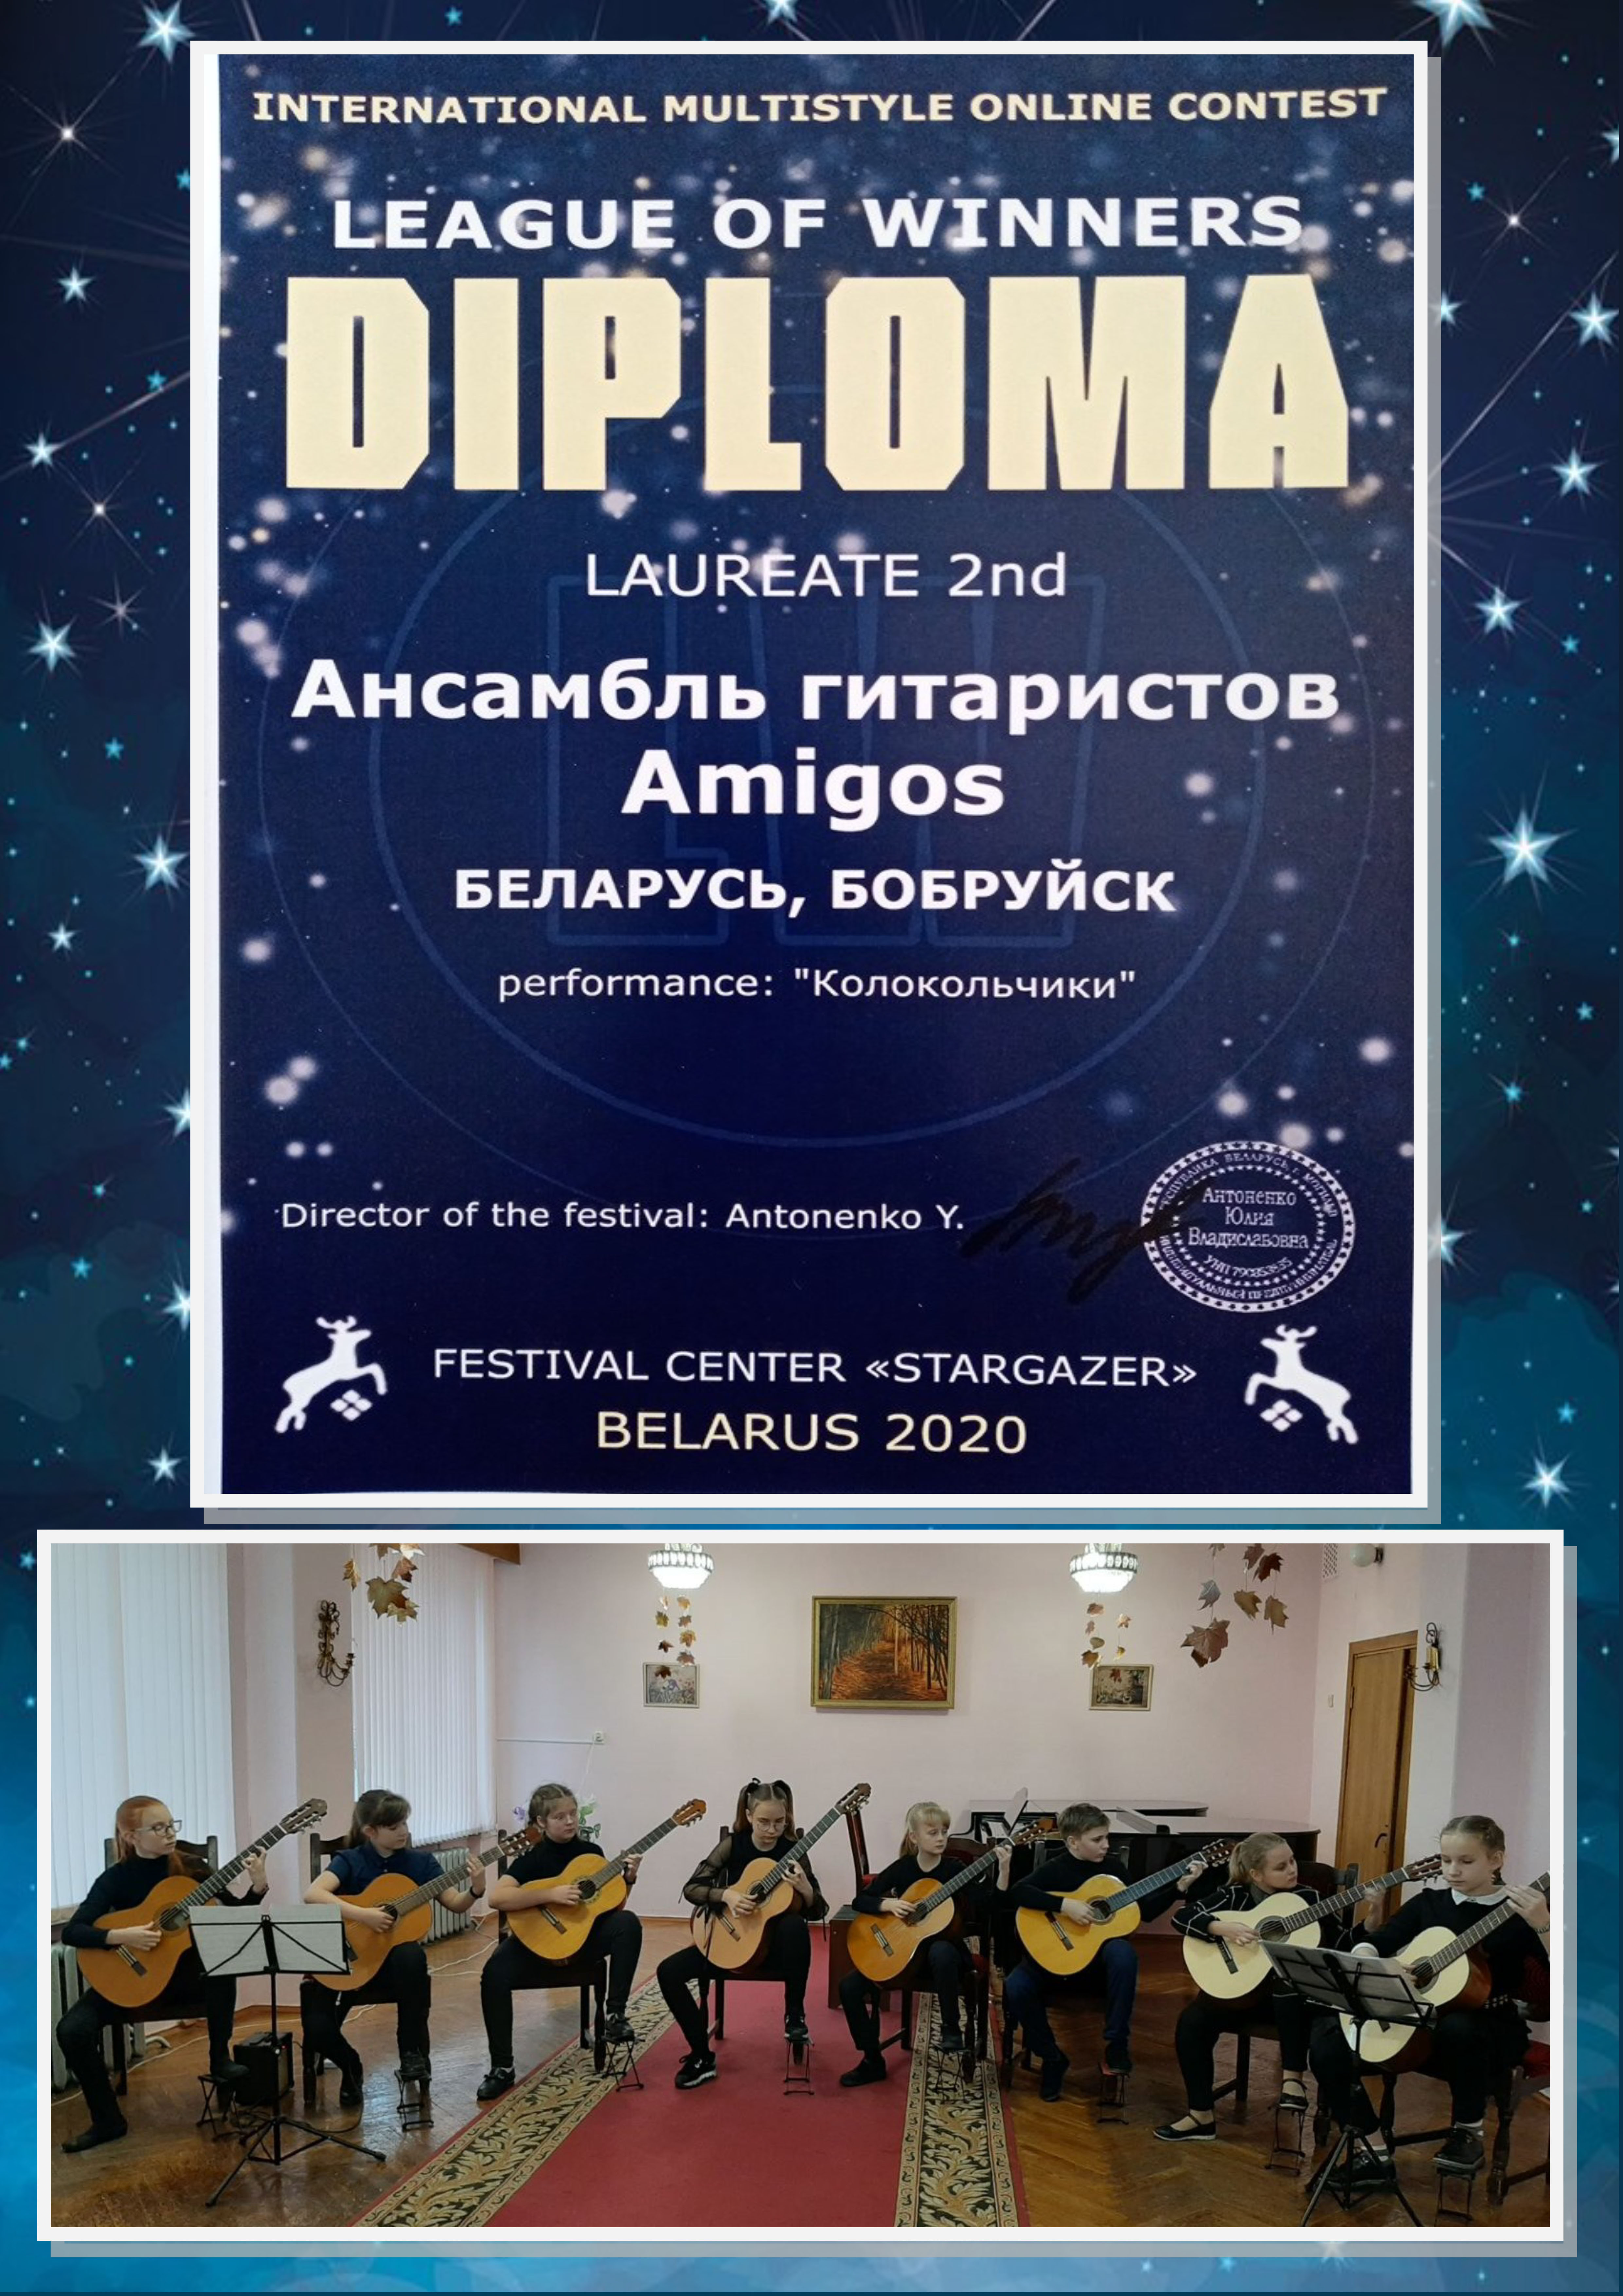 INTERNATIONAL MULTISTYLE ONLINE CONTEST
LEAGUE OF WINNERS
DIPLOMA
LAUREATE 2nd
Ансамбль гитаристов
Amigos
БЕЛАРУСЬ, БОБРУЙСК
performance: "Колокольчики"
Director of the festival: Antonenko Y.
Антоненко
Юлия
Владиславовна
FESTIVAL CENTER «STARGAZER»
BELARUS 2020